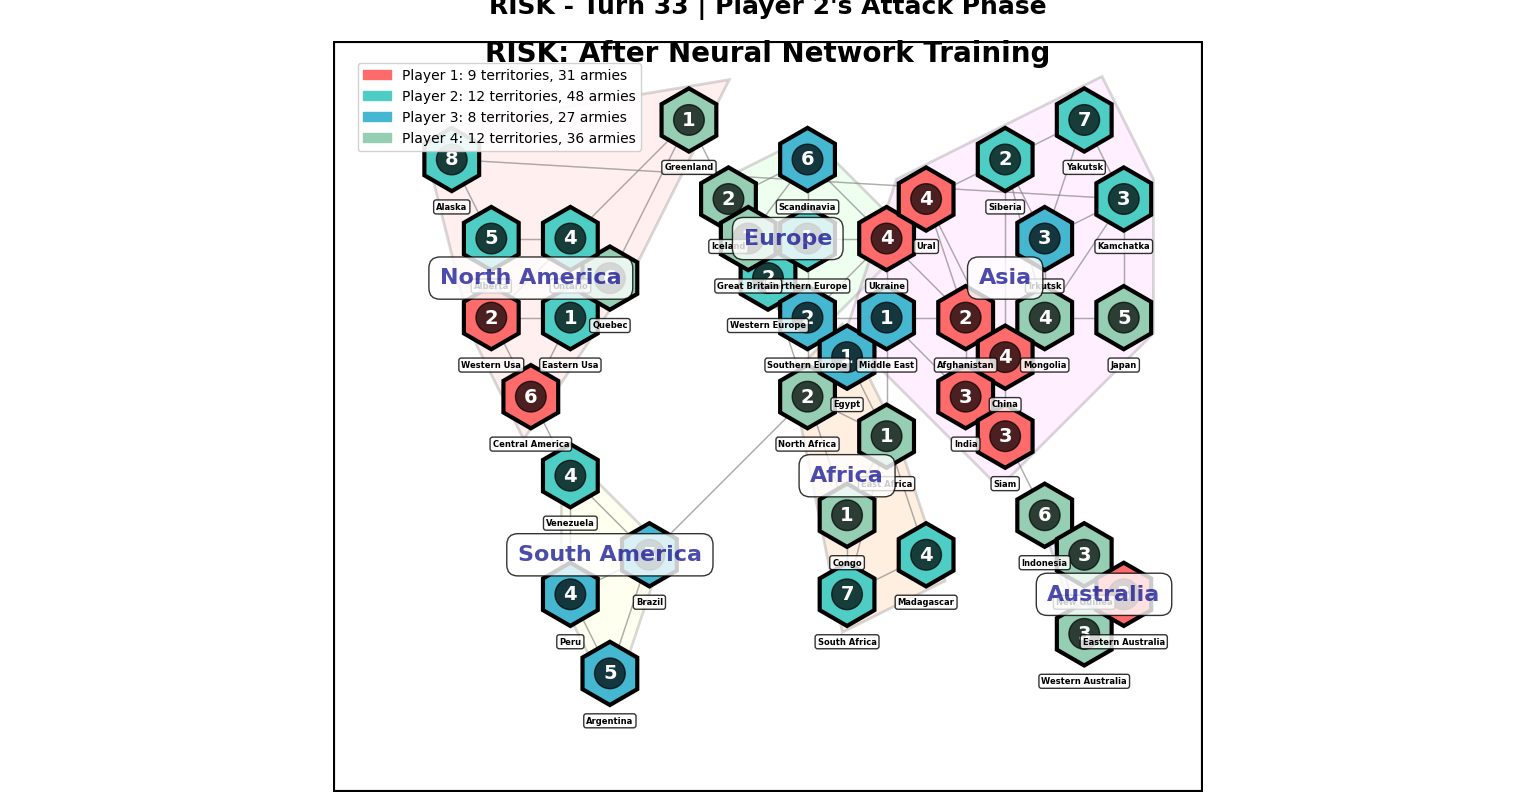 RISK - Turn 33 | Player 2's Attack Phase
RISK: After Neural Network Training
Player 1: 9 territories, 31 armies
Player 2: 12 territories, 48 armies
Player 3: 8 territories, 27 armies
Player 4: 12 territories, 36 armies
1
Greenland
7
Yakutsk
8
Alaska
6
Scandinavia
2
Siberia
2
Iceland
4
Ural
3
Kamchatka
5
Alberta
4
Ontario
Europe
4
Ukraine
3
Irkutsk
North America
Quebec
Great Britain
rthern Europe
2
Western Europe
Asia
2
Western Usa
1
Eastern Usa
2
Southern Europe
1
Middle East
2
Afghanistan
4
Mongolia
5
Japan
1
Egypt
4
China
6
Central America
2
North Africa
3
India
1
East Africa
3
Siam
4
Venezuela
Africa
1
Congo
6
Indonesia
South America
Brazil
4
Madagascar
3
New Guinea
4
Peru
7
South Africa
Australia
Eastern Australia
3
Western Australia
5
Argentina